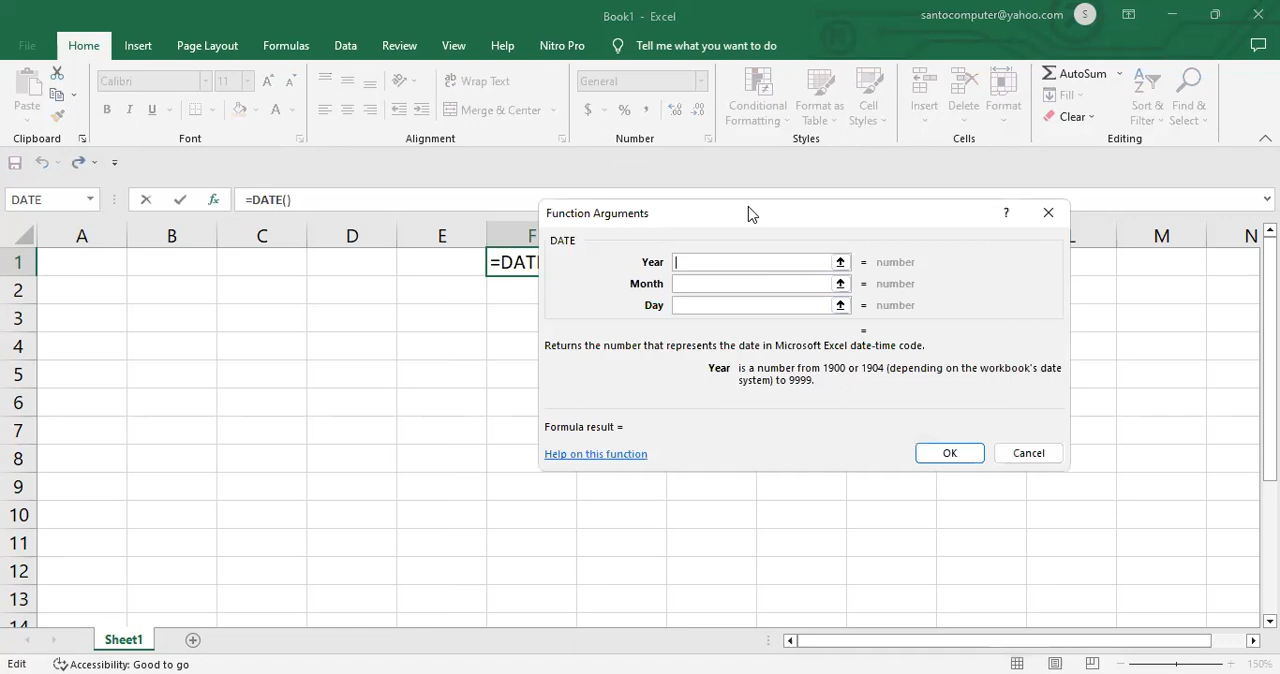 Book1 - Excel
santocomputer@yahoo.com
S
File
Home
Insert
Page Layout
Formulas
Data
Review
View
Help
Nitro Pro
Tell me what you want to do
Paste
Calibri
11
A
A
B
I
U
A
Wrap Text
Merge & Center
General
$
%
Conditional
Formatting
Format as
Table
Cell
Styles
Insert
Delete
Format
AutoSum
Fill
Clear
Sort &
Filter
Find &
Select
Clipboard
Font
Alignment
Number
Styles
Cells
Editing
DATE
fx
=DATE()
A
B
C
D
E
F
L
M
N
1
=DATE
2
3
4
5
6
7
8
9
10
11
12
13
14
Function Arguments
?
DATE
Year
= number
Month
= number
Day
= number
=
Returns the number that represents the date in Microsoft Excel date-time code.
Year is a number from 1900 or 1904 (depending on the workbook's date
system) to 9999.
Formula result =
Help on this function
OK
Cancel
Sheet1
Edit
Accessibility: Good to go
150%